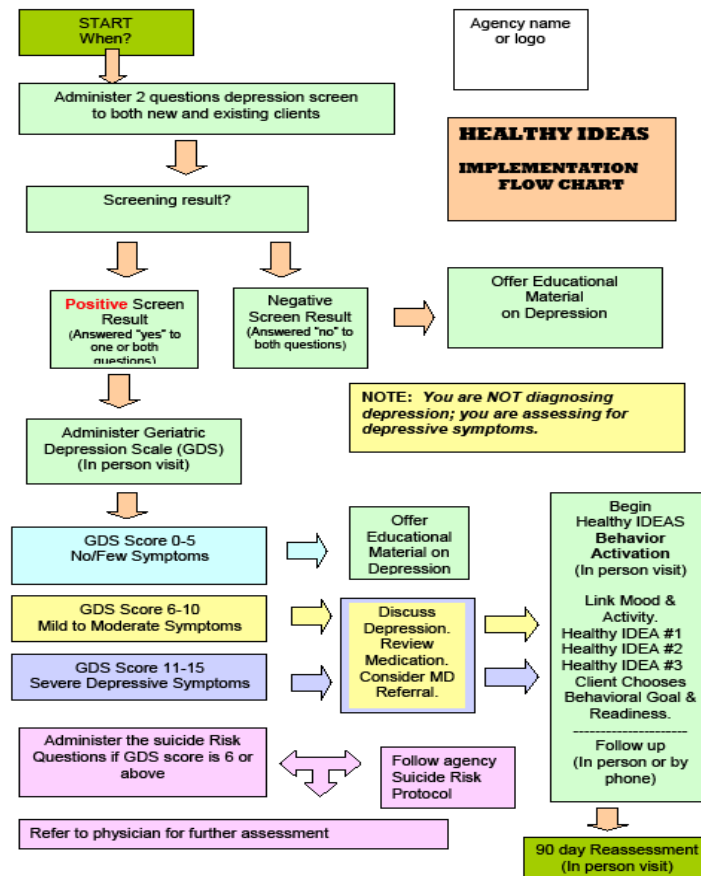 START
When?
Agency name
or logo
Administer 2 questions depression screen
to both new and existing clients
HEALTHY IDEAS
IMPLEMENTATION
FLOW CHART
Screening result?
Positive Screen
Result
(Answered "yes" to
one or both
questions)
Negative
Screen Result
(Answered "no" to
both questions)
Offer Educational
Material
on Depression
NOTE: You are NOT diagnosing
depression; you are assessing for
depressive symptoms.
Administer Geriatric
Depression Scale (GDS)
(In person visit)
GDS Score 0-5
No/Few Symptoms
Offer
Educational
Material on
Depression
GDS Score 6-10
Mild to Moderate Symptoms
GDS Score 11-15
Severe Depressive Symptoms
Discuss
Depression.
Review
Medication.
Consider MD
Referral.
Begin
Healthy IDEAS
Behavior
Activation
(In person visit)
Link Mood &
Activity.
Healthy IDEA #1
Healthy IDEA #2
Healthy IDEA #3
Client Chooses
Behavioral Goal &
Readiness.
---------------------
Follow up
(In person or by
phone)
Administer the suicide Risk
Questions if GDS score is 6 or
above
Follow agency
Suicide Risk
Protocol
Refer to physician for further assessment
90 day Reassessment
(In person visit)